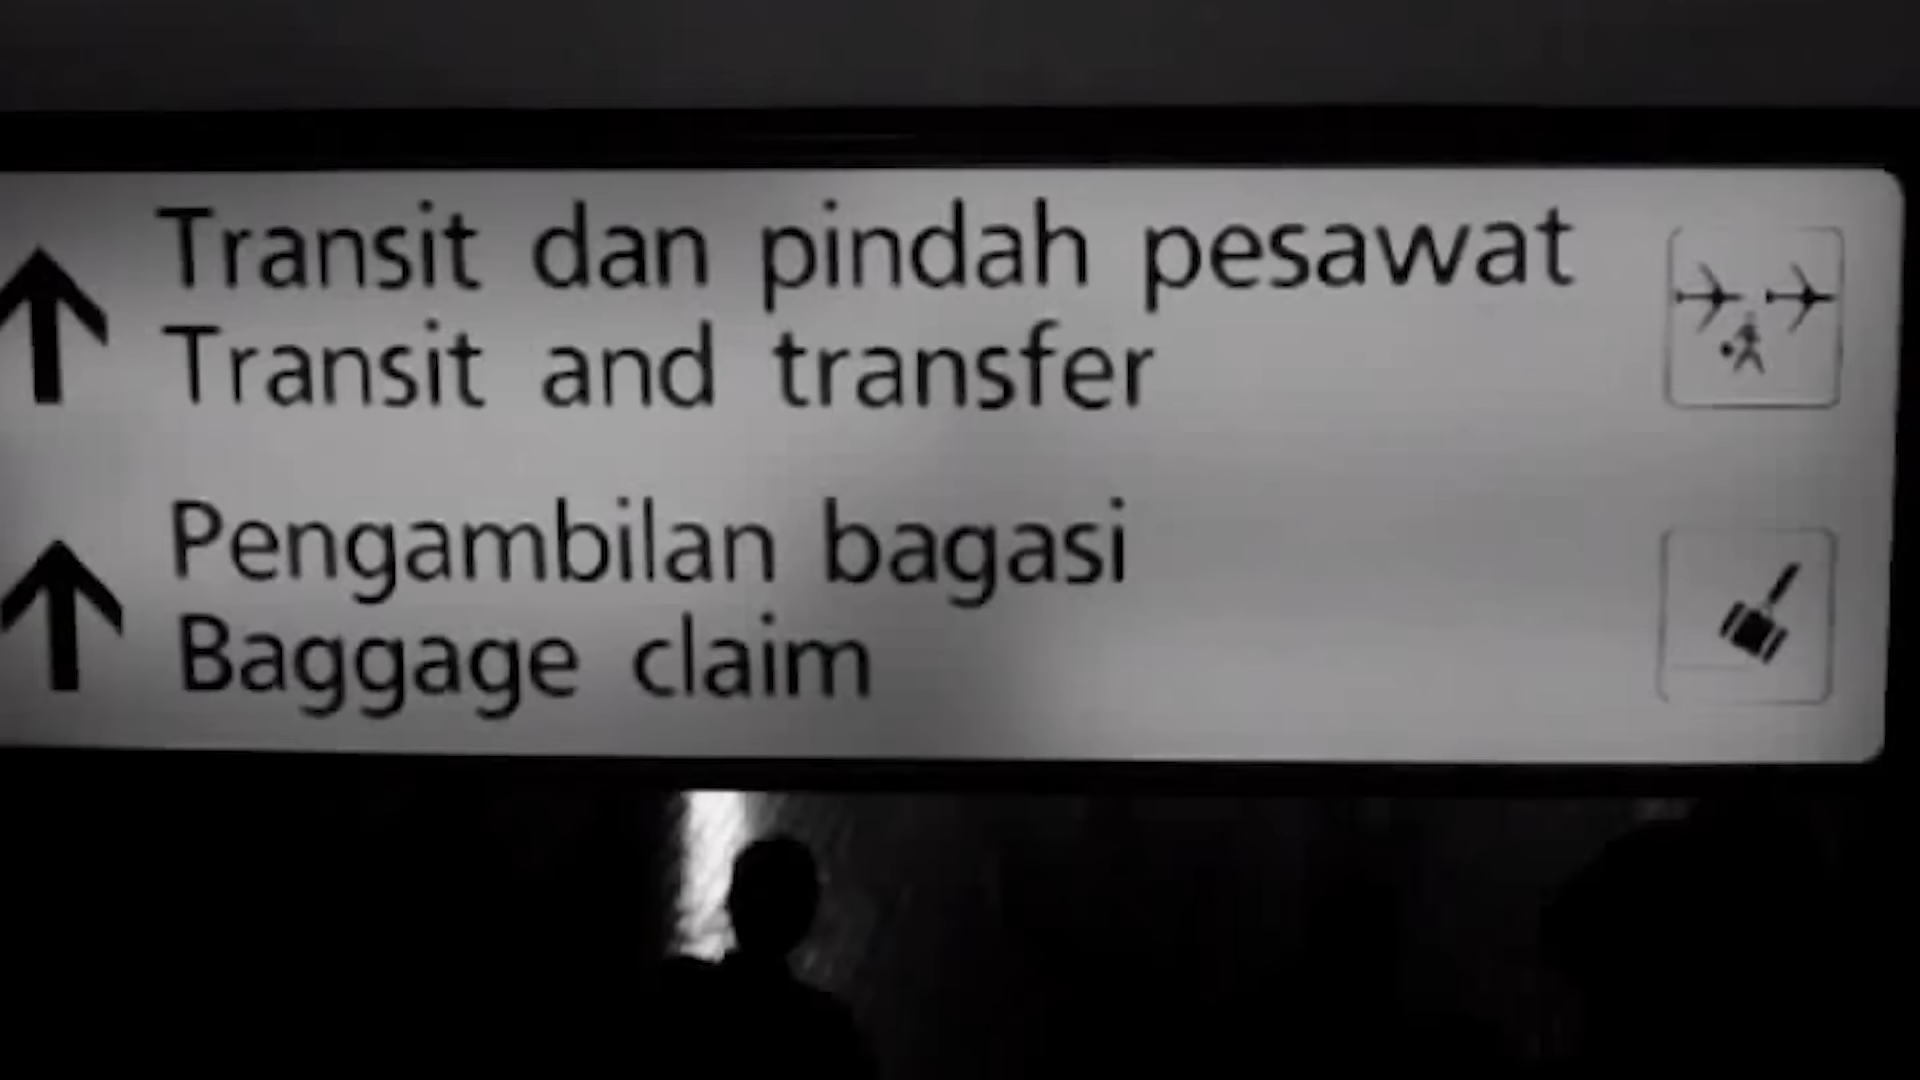 Transit dan pindah pesawat
Transit and transfer
Pengambilan bagasi
Baggage claim